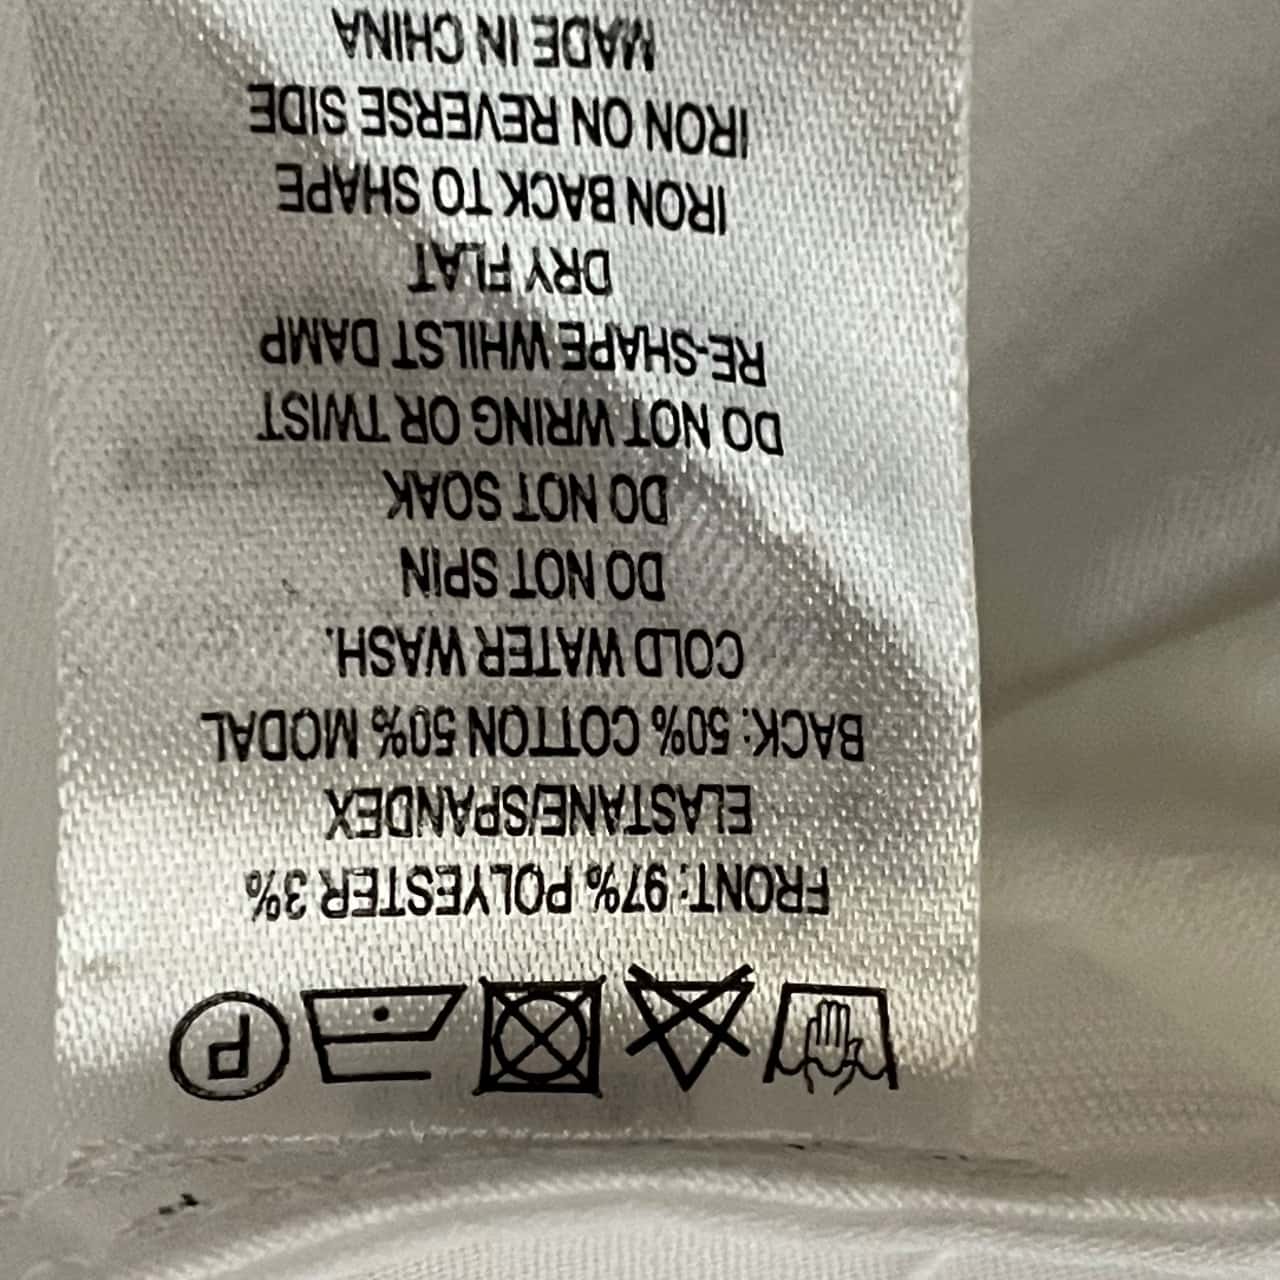 P
FRONT: 97% POLYESTER 3%
ELASTANE/SPANDEX
BACK: 50% COTTON 50% MODAL
COLD WATER WASH.
DO NOT SPIN
DO NOT SOAK
DO NOT WRING OR TWIST
RE-SHAPE WHILST DAMP
DRY FLAT
IRON BACK TO SHAPE
IRON ON REVERSE SIDE
MADE IN CHINA